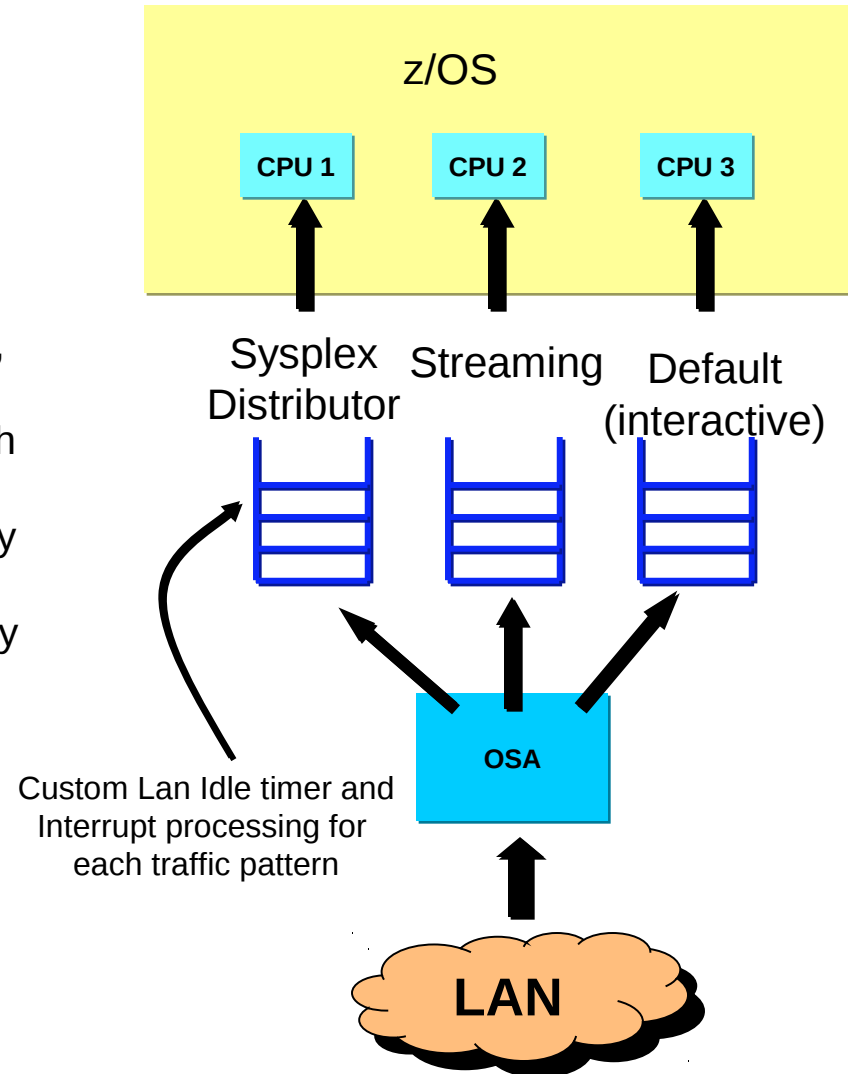 z/OS
CPU 1
CPU 2
CPU 3
Sysplex
Distributor
Streaming
Default
(interactive)
OSA
Custom Lan Idle timer and
Interrupt processing for
each traffic pattern
LAN